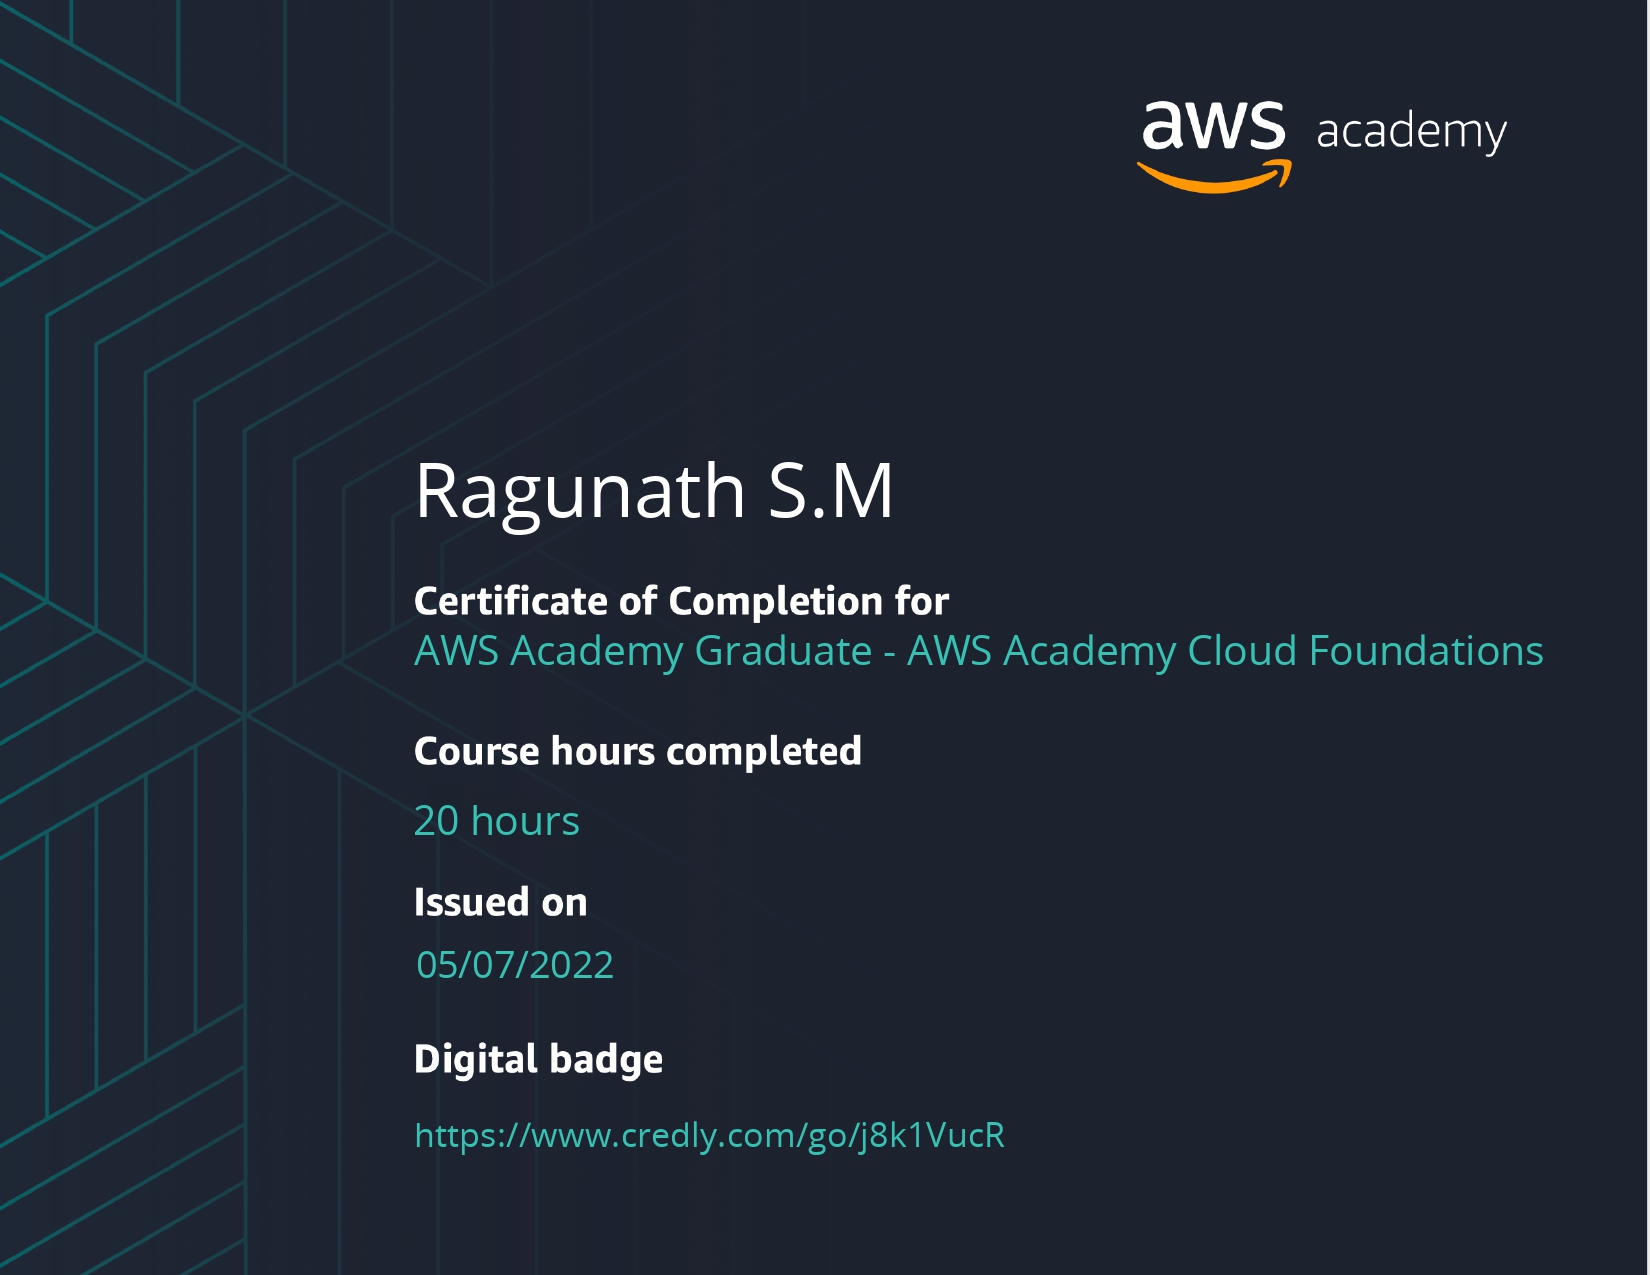 aws academy
Ragunath S.M
Certificate of Completion for
AWS Academy Graduate - AWS Academy Cloud Foundations
Course hours completed
20 hours
Issued on
05/07/2022
Digital badge
https://www.credly.com/go/j8k1VucR